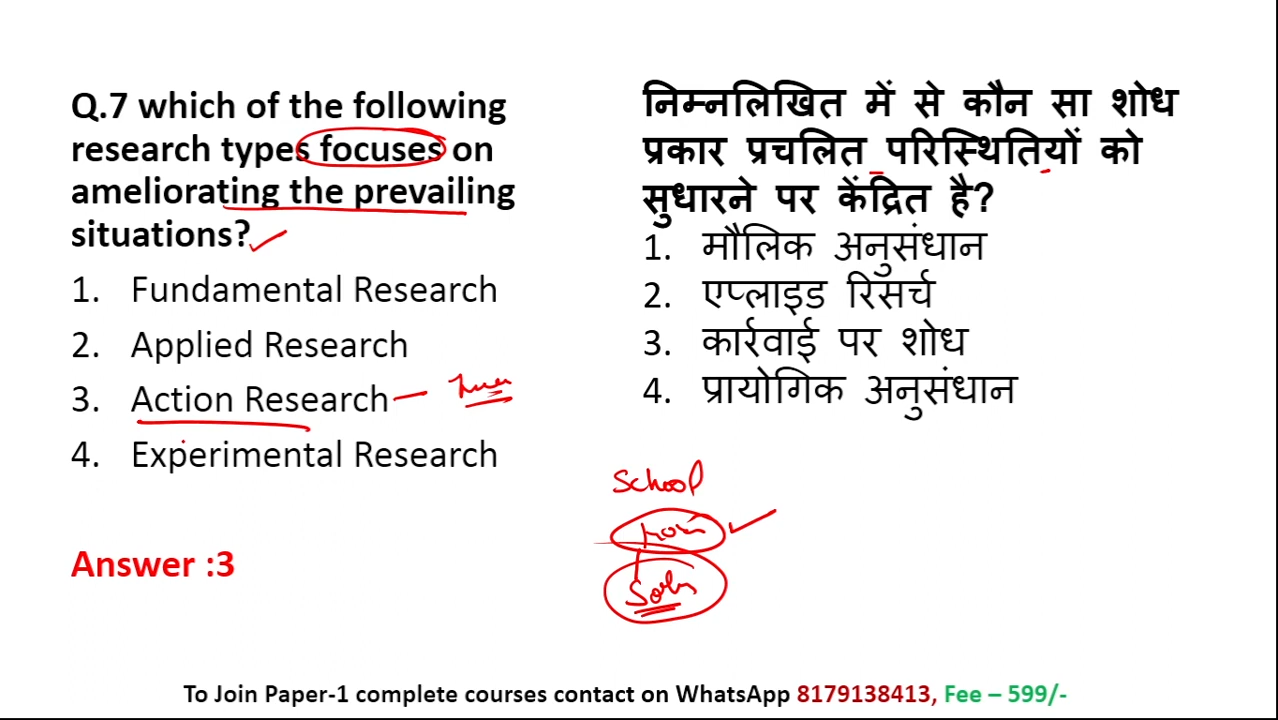 Q.7 which of the following
research types focuses on
ameliorating the prevailing
situations?
1. Fundamental Research
2. Applied Research
3. Action Research
4. Experimental Research
Answer :3
निम्नलिखित में से कौन सा शोध
प्रकार प्रचलित परिस्थितियों को
सुधारने पर केंद्रित है?
1. मौलिक अनुसंधान
2. एप्लाइड रिसर्च
3. कार्रवाई पर शोध
4. प्रायोगिक अनुसंधान
School
To Join Paper-1 complete courses contact on WhatsApp 8179138413, Fee – 599/-